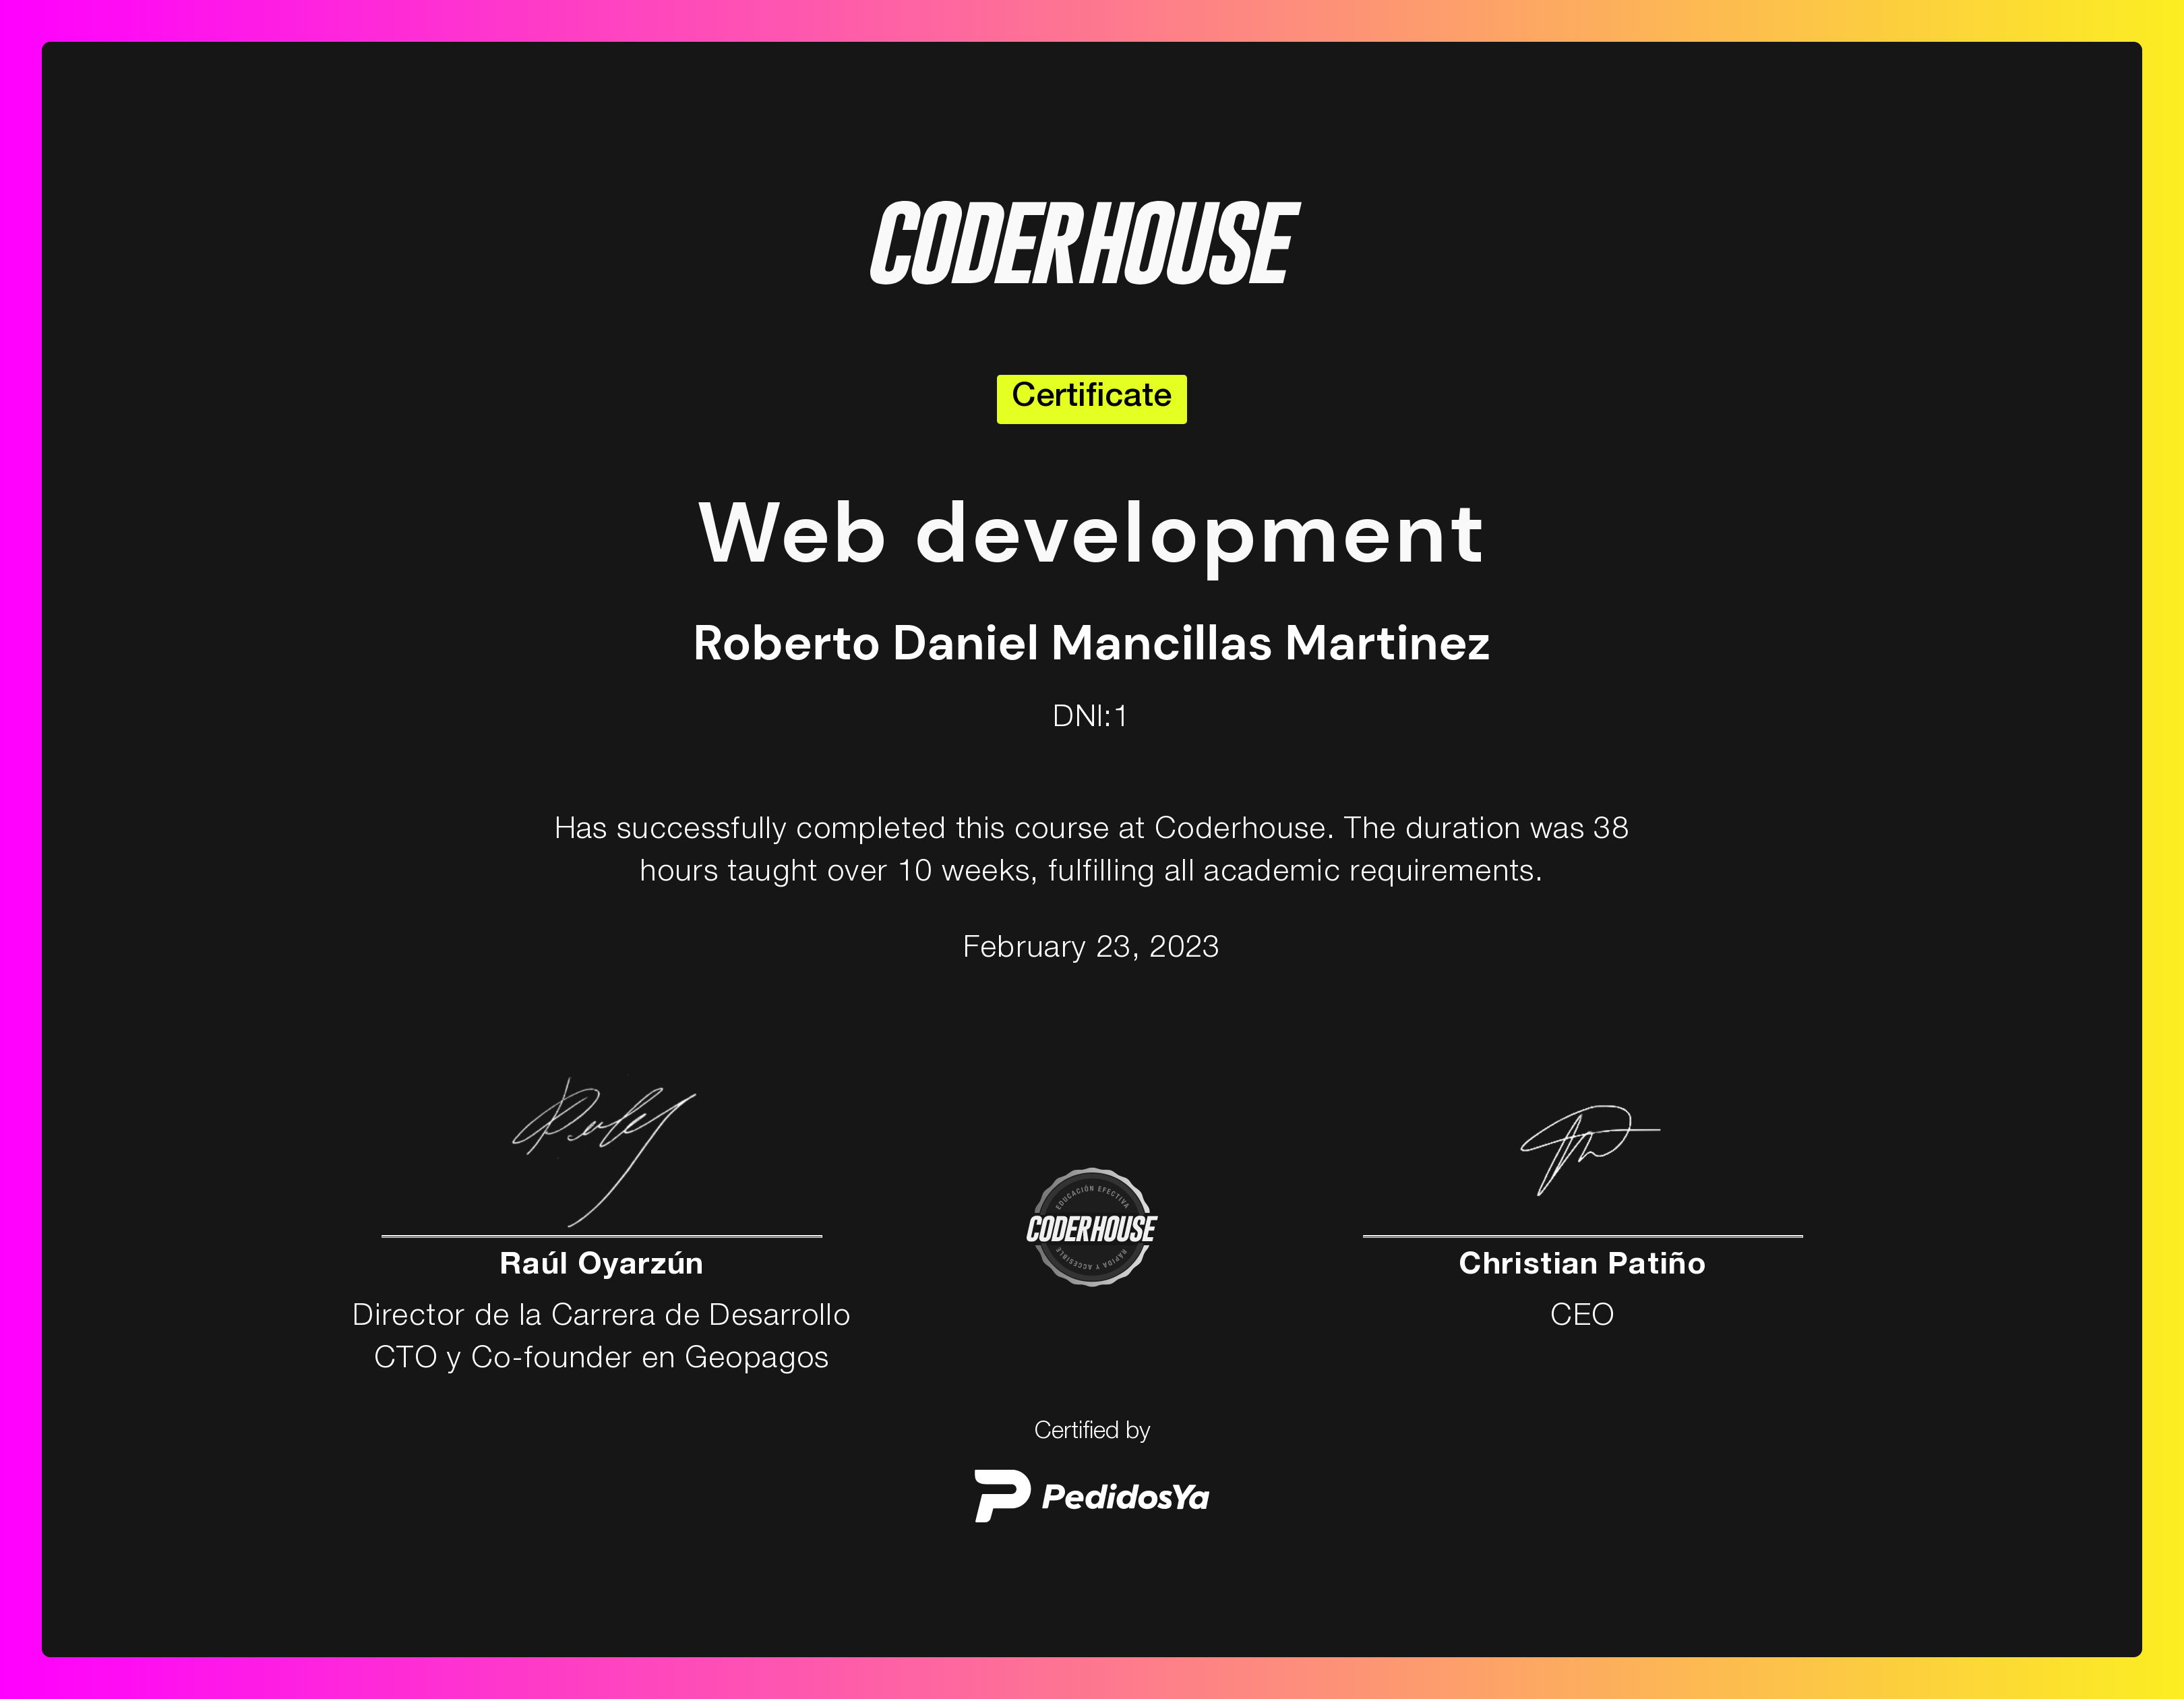 CODERHOUSE
Certificate
Web development
Roberto Daniel Mancillas Martinez
DNI:1
Has successfully completed this course at Coderhouse. The duration was 38
hours taught over 10 weeks, fulfilling all academic requirements.
February 23, 2023
Raúl Oyarzún
Director de la Carrera de Desarrollo
CTO y Co-founder en Geopagos
EDUCACIÓN EFECTIVA
CODERHOUSE
RÁPIDA Y ACCESIBLE
Christian Patiño
CEO
Certified by
PedidosYa